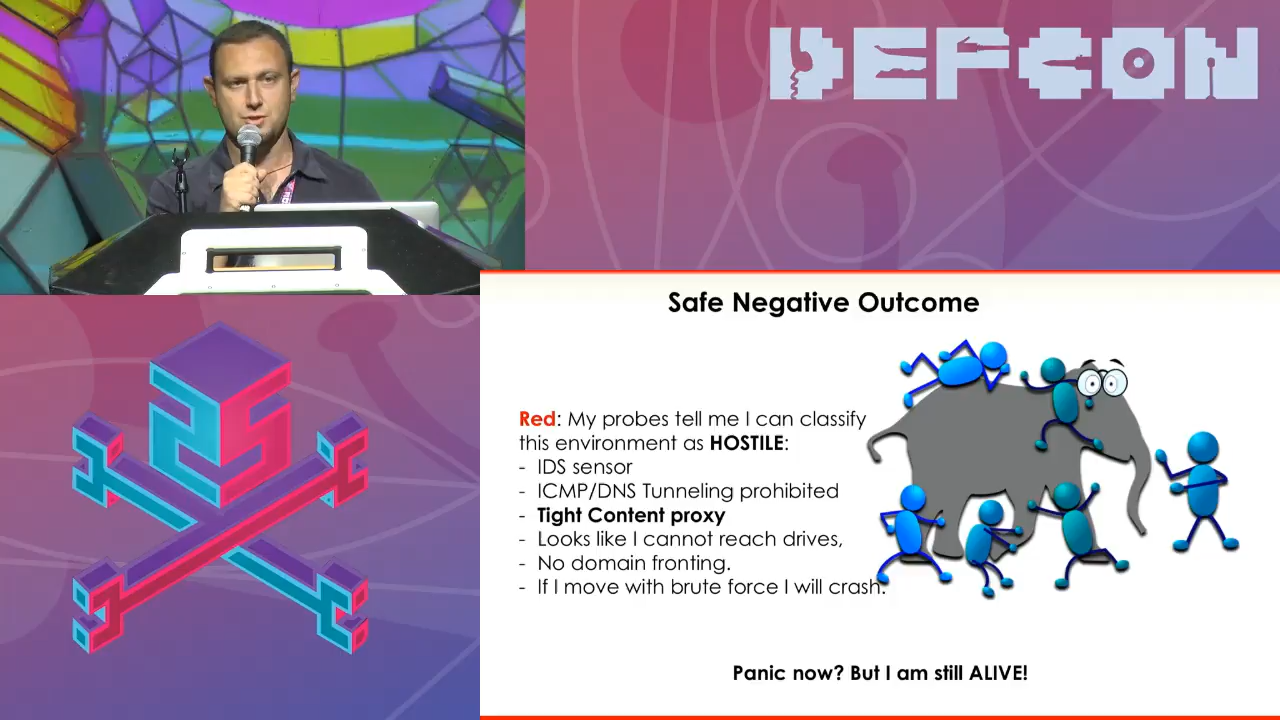 DEFCON
Safe Negative Outcome
Red: My probes tell me I can classify
this environment as HOSTILE:
- IDS sensor
- ICMP/DNS Tunneling prohibited
- Tight Content proxy
- Looks like I cannot reach drives,
- No domain fronting.
- If I move with brute force I will crash.
Panic now? But I am still ALIVE!